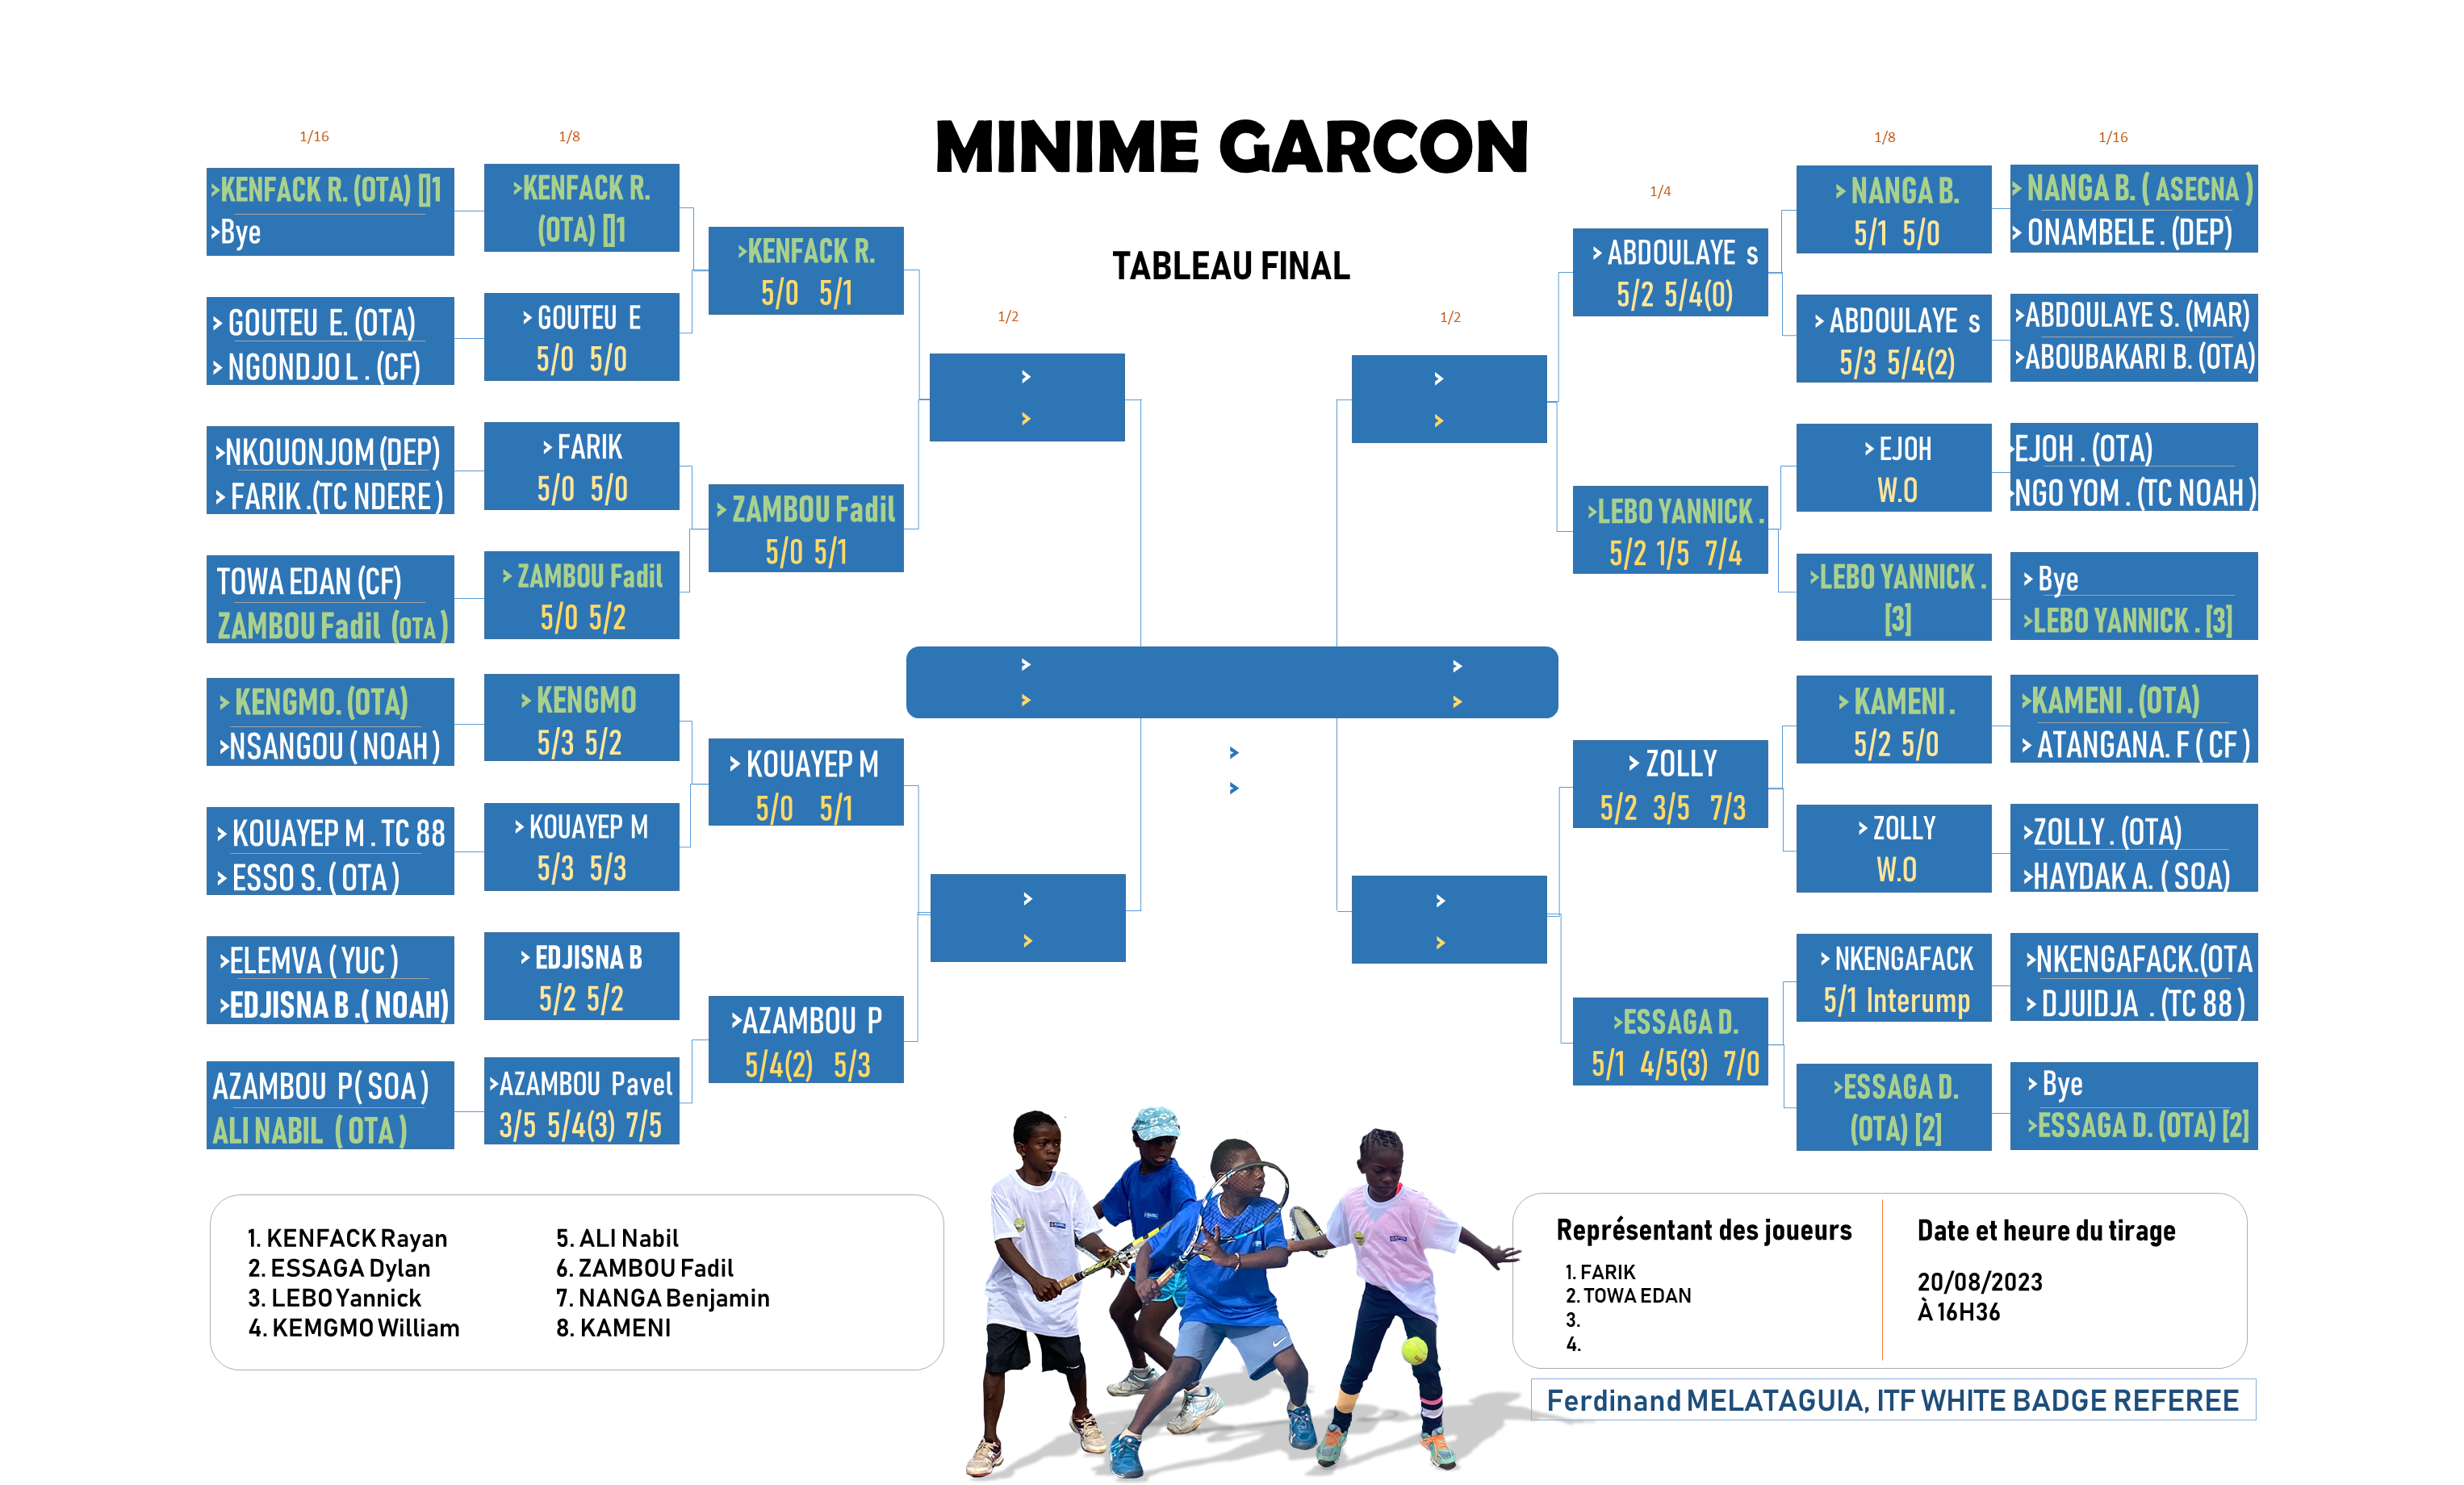 MINIME GARCON
TABLEAU FINAL
1/16
1/8
>KENFACK R. (OTA) []1
>Bye
> GOUTEU E. (OTA)
> NGONDJO L . (CF)
>NKOUONJOM (DEP)
> FARIK .(TC NDERE )
TOWA EDAN (CF)
ZAMBOU Fadil (OTA )
> KENGMO. (OTA)
>NSANGOU ( NOAH )
> KOUAYEP M . TC 88
> ESSO S. ( OTA )
>ELEMVA ( YUC )
>EDJISNA B .( NOAH)
AZAMBOU P( SOA )
ALI NABIL ( OTA )
>KENFACK R.
(OTA) []1
> GOUTEU E
5/0 5/0
> FARIK
5/0 5/0
> ZAMBOU Fadil
5/0 5/2
> KENGMO
5/3 5/2
> KOUAYEP M
5/3 5/3
> EDJISNA B
5/2 5/2
>AZAMBOU Pavel
3/5 5/4(3) 7/5
>KENFACK R.
5/0 5/1
> ZAMBOU Fadil
5/0 5/1
> KOUAYEP M
5/0 5/1
>AZAMBOU P
5/4(2) 5/3
1/2
>
>
>
>
>
>
>
>
>
>
1/2
>
>
>
>
1/4
> ABDOULAYE s
5/2 5/4(0)
>LEBO YANNICK .
5/2 1/5 7/4
> ZOLLY
5/2 3/5 7/3
>ESSAGA D.
5/1 4/5(3) 7/0
1/8
> NANGA B.
5/1 5/0
> ABDOULAYE s
5/3 5/4(2)
> EJOH
W.O
>LEBO YANNICK .
[3]
> KAMENI .
5/2 5/0
> ZOLLY
W.O
> NKENGAFACK
5/1 Interump
>ESSAGA D.
(OTA) [2]
1/16
> NANGA B. ( ASECNA )
> ONAMBELE . (DEP)
>ABDOULAYE S. (MAR)
>ABOUBAKARI B. (OTA)
>EJOH . (OTA)
>NGO YOM . (TC NOAH )
> Bye
>LEBO YANNICK . [3]
>KAMENI . (OTA)
> ATANGANA. F ( CF )
>ZOLLY . (OTA)
>HAYDAK A. ( SOA)
>NKENGAFACK.(OTA
> DJUIDJA . (TC 88 )
> Bye
>ESSAGA D. (OTA) [2]
1. KENFACK Rayan
2. ESSAGA Dylan
3. LEBO Yannick
4. KEMGMO William
5. ALI Nabil
6. ZAMBOU Fadil
7. NANGA Benjamin
8. KAMENI
Représentant des joueurs
1. FARIK
2. TOWA EDAN
3.
4.
Date et heure du tirage
20/08/2023
À 16H36
Ferdinand MELATAGUIA, ITF WHITE BADGE REFEREE